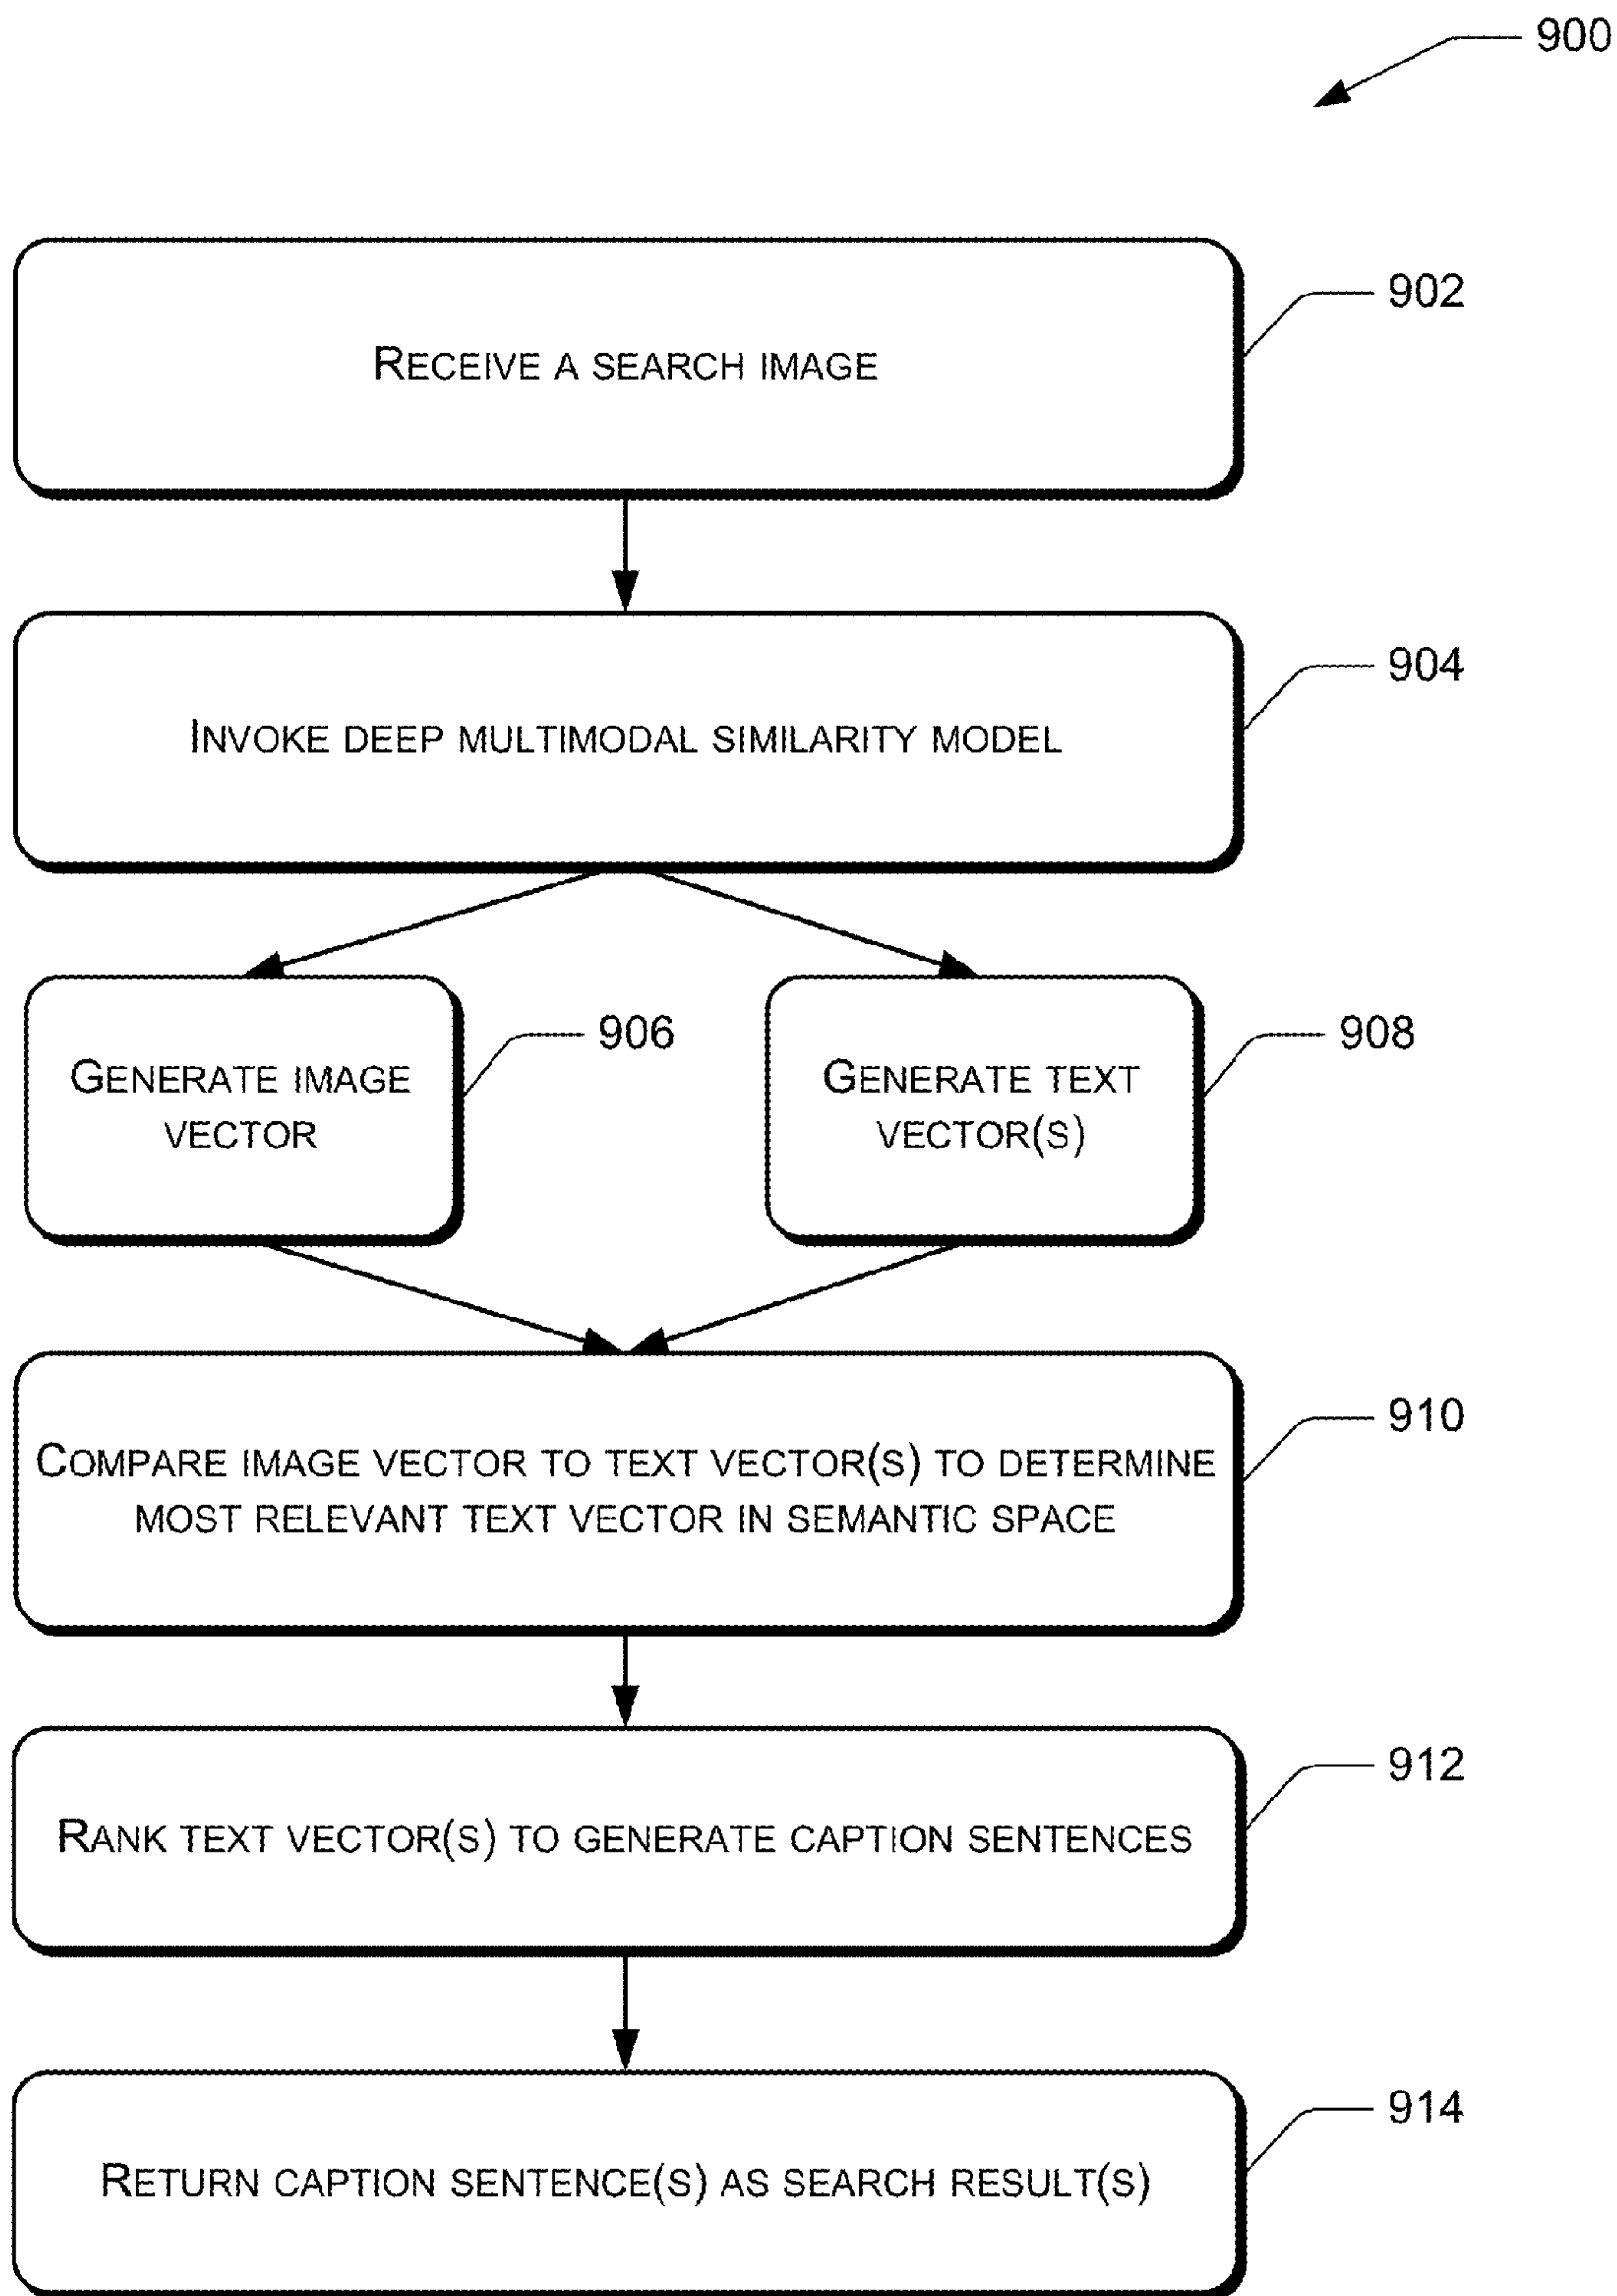 900
RECEIVE A SEARCH IMAGE
902
INVOKE DEEP MULTIMODAL SIMILARITY MODEL
904
GENERATE IMAGE
VECTOR
906
GENERATE TEXT
VECTOR(S)
908
COMPARE IMAGE VECTOR TO TEXT VECTOR(S) TO DETERMINE
MOST RELEVANT TEXT VECTOR IN SEMANTIC SPACE
910
RANK TEXT VECTOR(S) TO GENERATE CAPTION SENTENCES
912
RETURN CAPTION SENTENCE(S) AS SEARCH RESULT(S)
914